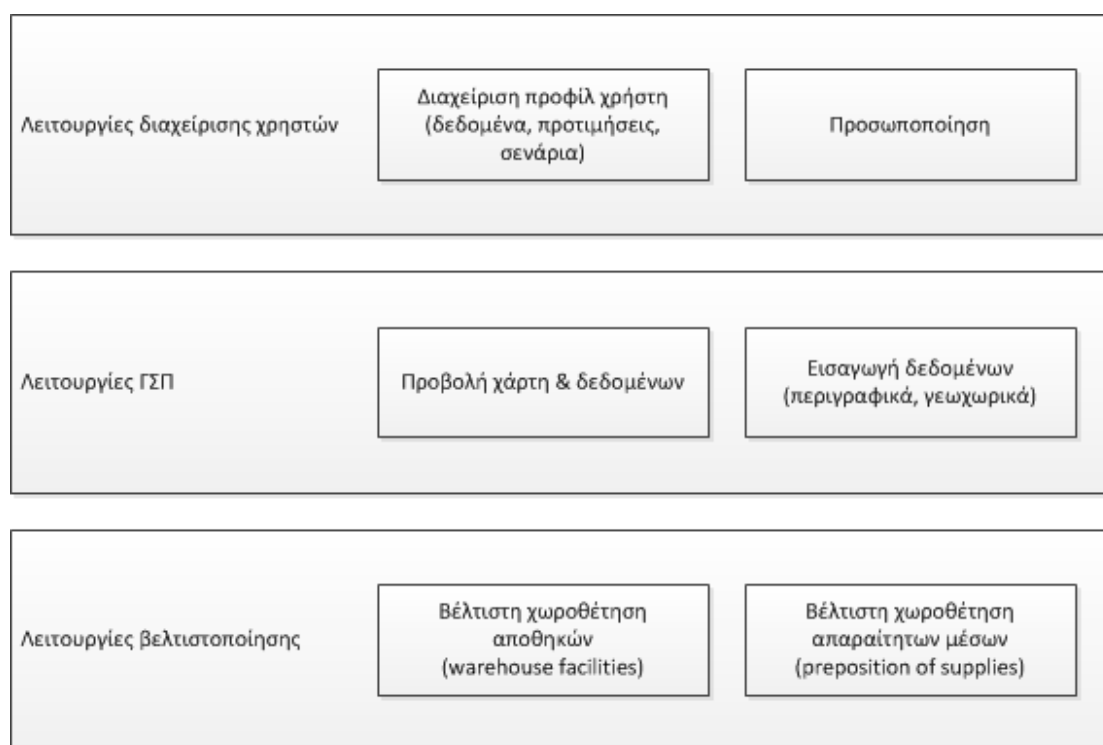 Λειτουργίες διαχείρισης χρηστών
Διαχείριση προφίλ χρήστη
(δεδομένα, προτιμήσεις,
σενάρια)
Προσωποποίηση
Λειτουργίες ΓΣΠ
Προβολή χάρτη & δεδομένων
Εισαγωγή δεδομένων
(περιγραφικά, γεωχωρικά)
Λειτουργίες βελτιστοποίησης
Βέλτιστη χωροθέτηση
αποθηκών
(warehouse facilities)
Βέλτιστη χωροθέτηση
απαραίτητων μέσων
(preposition of supplies)